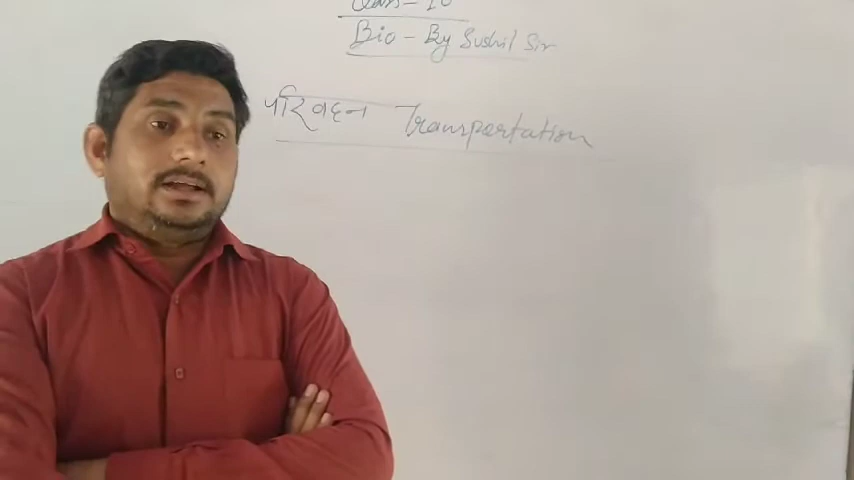 Class - 10
Bio - By Sushil Sir
परिवहन Transportation